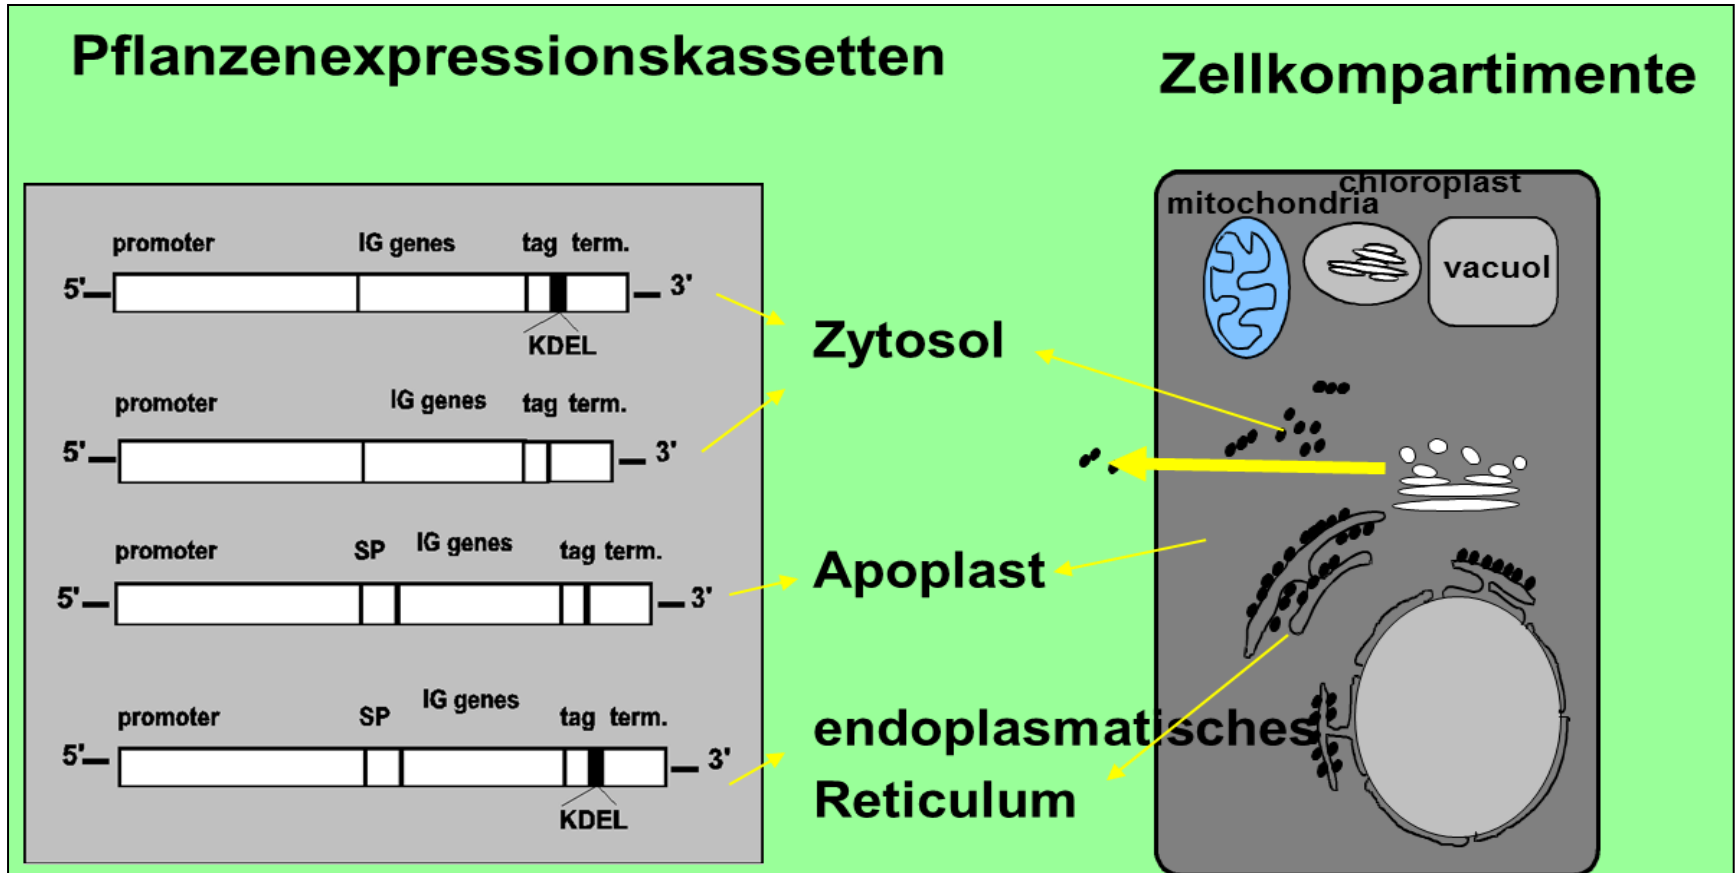 Pflanzenexpressionskassetten
Zellkompartimente
promoter IG genes tag term.
5' 3'
KDEL
promoter IG genes tag term.
5' 3'
promoter SP IG genes tag term.
5' 3'
promoter SP IG genes tag term.
5' 3'
KDEL
Zytosol
Apoplast
endoplasmatisches
Reticulum
chloroplast
mitochondria
vacuol